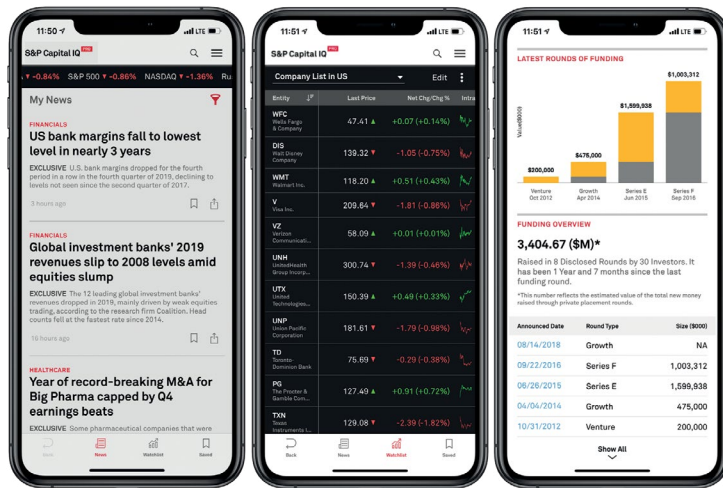 11:50
LTE
S&P Capital IQ PRO
-0.84% S&P 500 ▼ -0.86% NASDAQ ▼ -1.36% Ru
My News
FINANCIALS
US bank margins fall to lowest
level in nearly 3 years
EXCLUSIVE U.S. bank margins dropped for the fourth
period in a row in the fourth quarter of 2019, declining to
levels not seen since the second quarter of 2017.
3 hours ago
FINANCIALS
Global investment banks' 2019
revenues slip to 2008 levels amid
equities slump
EXCLUSIVE The 12 leading global investment banks'
revenues dropped in 2019, mainly driven by weak equities
trading, according to the research firm Coalition. Head
counts fell at the fastest rate since 2014.
16 hours ago
HEALTHCARE
Year of record-breaking M&A for
Big Pharma capped by Q4
earnings beats
EXCLUSIVE Some pharmaceutical companies that were
Back News Watchlist Saved
11:51
LTE
S&P Capital IQ PRO
Company List in US Edit
Entity Last Price Net Chg/Chg % Intra
WFC
Wells Fargo
& Company
47.41 ▲ +0.07 (+0.14%)
DIS
Walt Disney
Company
139.32 ▼ -1.05 (-0.75%)
WMT
Walmart Inc.
118.20 ▲ +0.51 (+0.43%)
V
Visa Inc.
209.64 ▼ -1.81 (-0.86%)
VZ
Verizon
Communicati...
58.09 ▲ +0.01 (+0.01%)
UNH
UnitedHealth
Group Incorp...
300.74 ▼ -1.39 (-0.46%)
UTX
United
Technologies...
150.39 ▲ +0.49 (+0.33%)
UNP
Union Pacific
Corporation
181.61 ▼ -1.79 (-0.98%)
TD
Toronto-
Dominion Bank
75.69 ▼ -0.29 (-0.38%)
PG
The Procter &
Gamble Com...
127.49 ▲ +0.91 (+0.72%)
TXN
Texas
Instruments I...
129.08 ▼ -2.39 (-1.82%)
Back News Watchlist Saved
11:51
LTE
LATEST ROUNDS OF FUNDING
Value($000)
$200,000
$475,000
$1,599,938
$1,003,312
Venture
Oct 2012
Growth
Apr 2014
Series E
Jun 2015
Series F
Sep 2016
FUNDING OVERVIEW
3,404.67 ($M)*
Raised in 8 Disclosed Rounds by 30 Investors. It
has been 1 Year and 7 months since the last
funding round.
*This number reflects the estimated value of the total new money
raised through private placement rounds.
Announced Date Round Type Size ($000)
08/14/2018 Growth NA
09/22/2016 Series F 1,003,312
06/26/2015 Series E 1,599,938
04/04/2014 Growth 475,000
10/31/2012 Venture 200,000
Show All